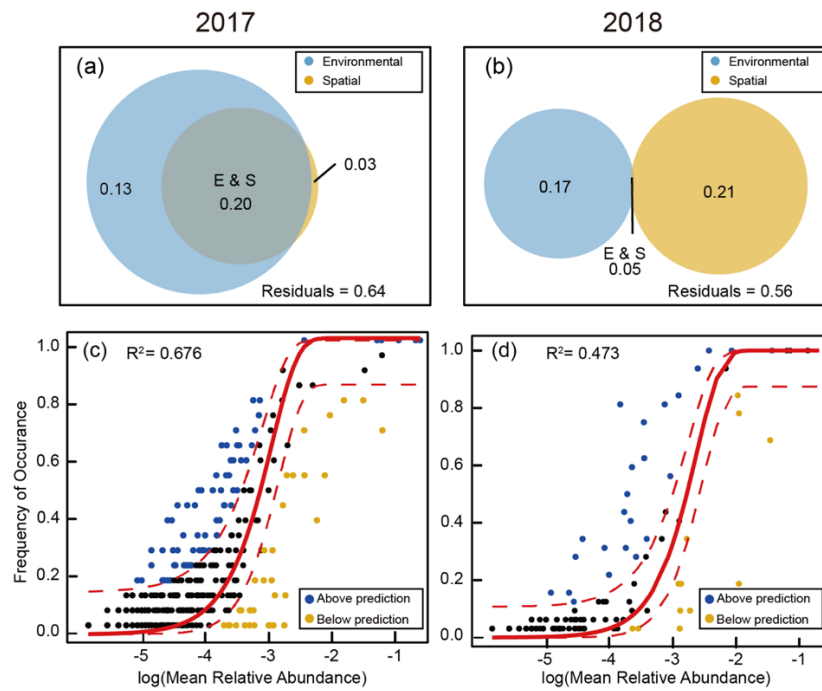 2017
2018
(a)
Environmental
Spatial
0.13
E & S
0.20
0.03
Residuals = 0.64
(b)
Environmental
Spatial
0.17
0.21
E & S
0.05
Residuals = 0.56
(c)
R²= 0.676
Frequency of Occurance
1.0
0.8
0.6
0.4
0.2
0.0
Above prediction
Below prediction
-5
-4
-3
-2
-1
log(Mean Relative Abundance)
(d)
R²= 0.473
1.0
0.8
0.6
0.4
0.2
0.0
Above prediction
Below prediction
-5
-4
-3
-2
-1
log(Mean Relative Abundance)